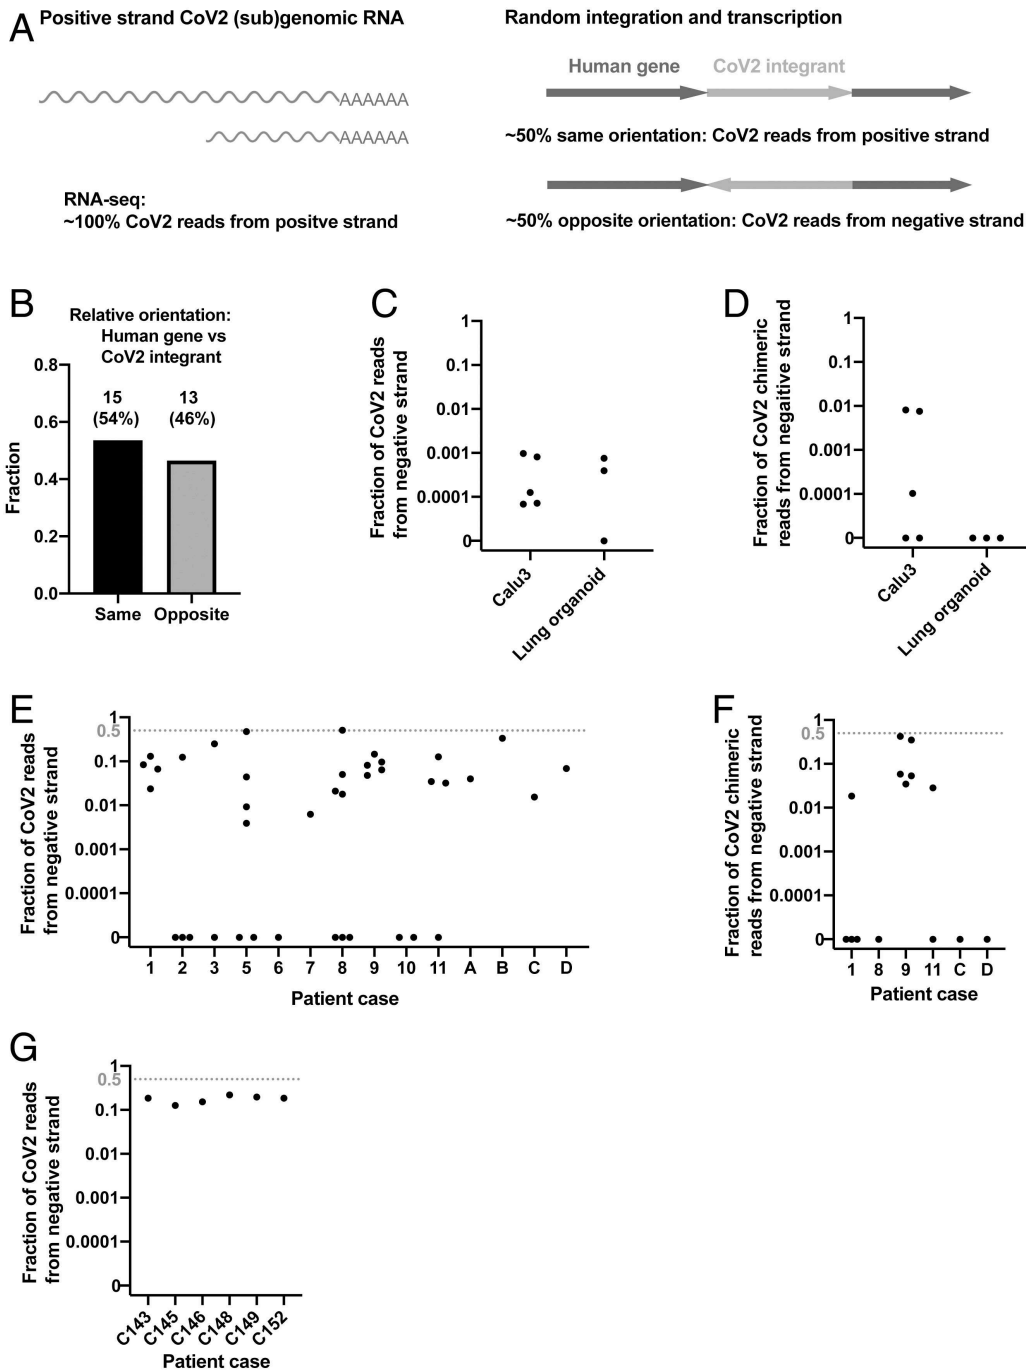 A
Positive strand CoV2 (sub)genomic RNA
AAAAAA
AAAAAA
RNA-seq:
~100% CoV2 reads from positve strand
Random integration and transcription
Human gene
CoV2 integrant
~50% same orientation: CoV2 reads from positive strand
~50% opposite orientation: CoV2 reads from negative strand
B
Relative orientation:
Human gene vs
CoV2 integrant
Fraction
0.8
0.6
0.4
0.2
0.0
15
(54%)
13
(46%)
Same
Opposite
C
Fraction of CoV2 reads
from negative strand
1
0.1
0.01
0.001
0.0001
0
Calu3
Lung organoid
D
Fraction of CoV2 chimeric
reads from negaitive strand
1
0.1
0.01
0.001
0.0001
0
Calu3
Lung organoid
E
Fraction of CoV2 reads
from negative strand
1
0.5
0.1
0.01
0.001
0.0001
0
1 2 3 5 6 7 8 9 10 11 A B C D
Patient case
F
Fraction of CoV2 chimeric
reads from negative strand
1
0.5
0.1
0.01
0.001
0.0001
0
1 8 9 11 C D
Patient case
G
Fraction of CoV2 reads
from negative strand
1
0.5
0.1
0.01
0.001
0.0001
0
C143 C145 C146 C148 C149 C152
Patient case